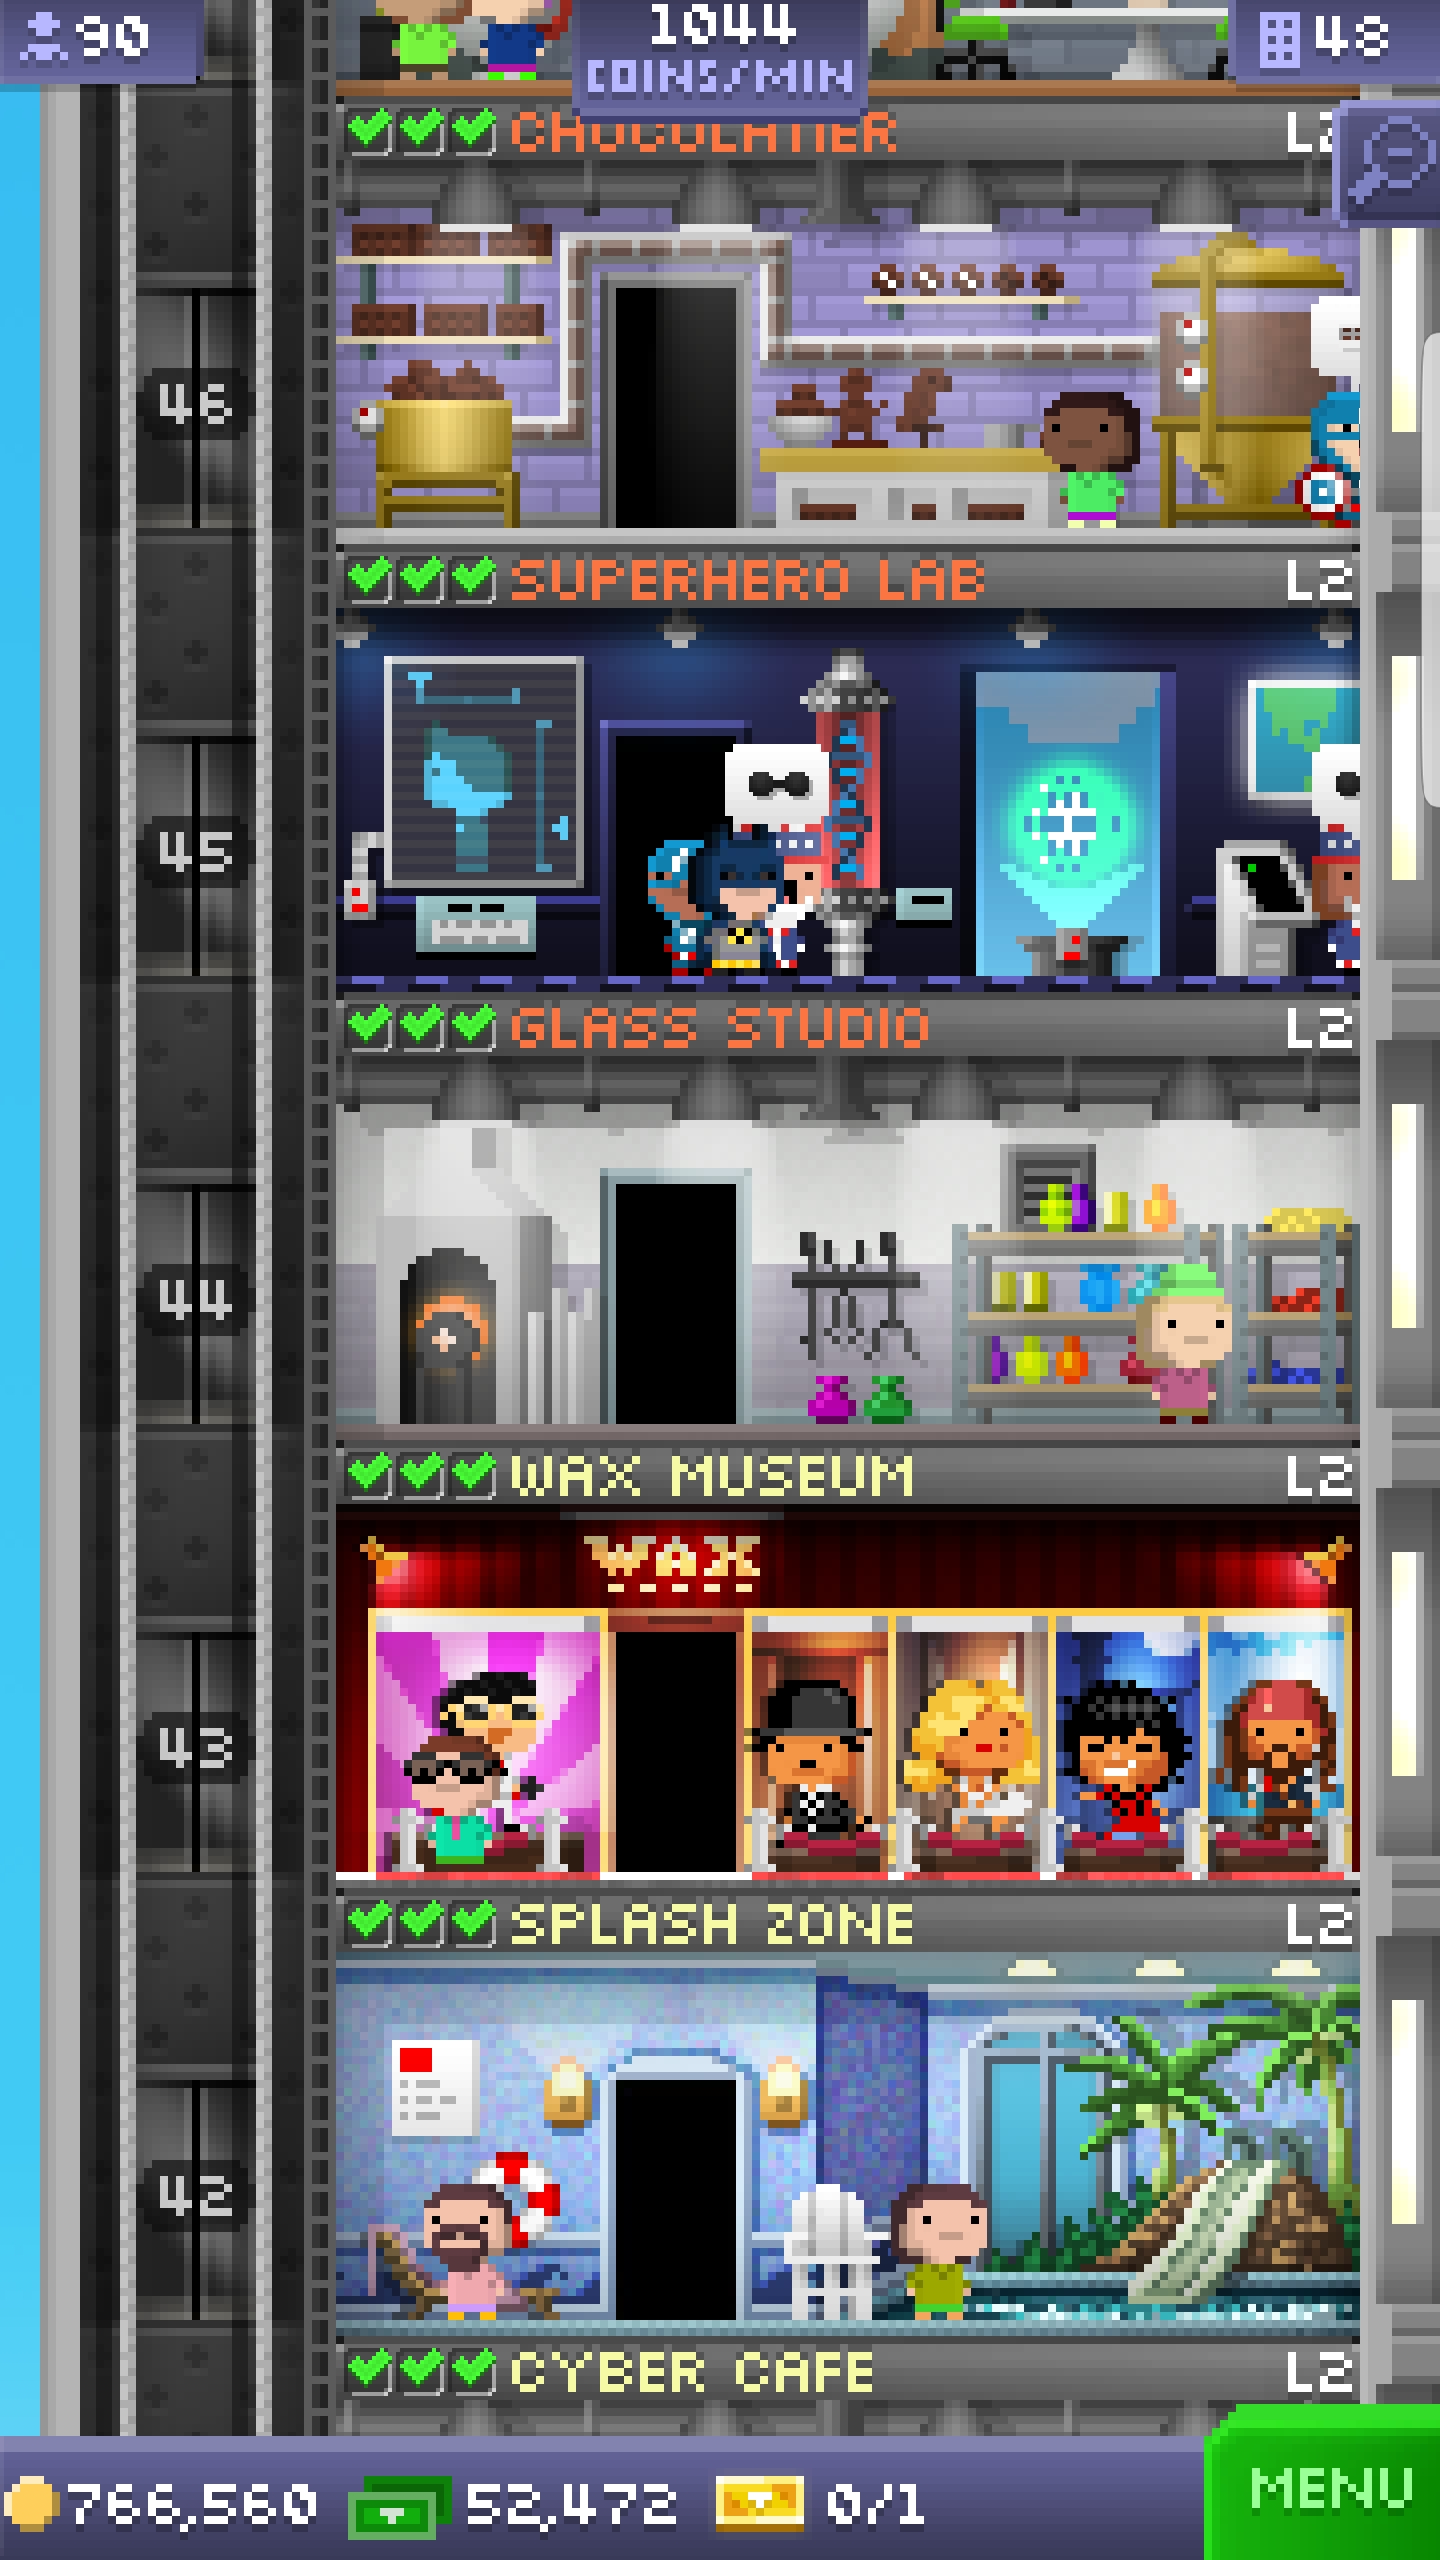 90
1044
COINS/MIN
48
CHOCOLATIER
L2
46
SUPERHERO LAB
L2
45
GLASS STUDIO
L2
44
WAX MUSEUM
L2
WAX
43
SPLASH ZONE
L2
42
CYBER CAFE
L2
766,560
52,472
0/1
MENU